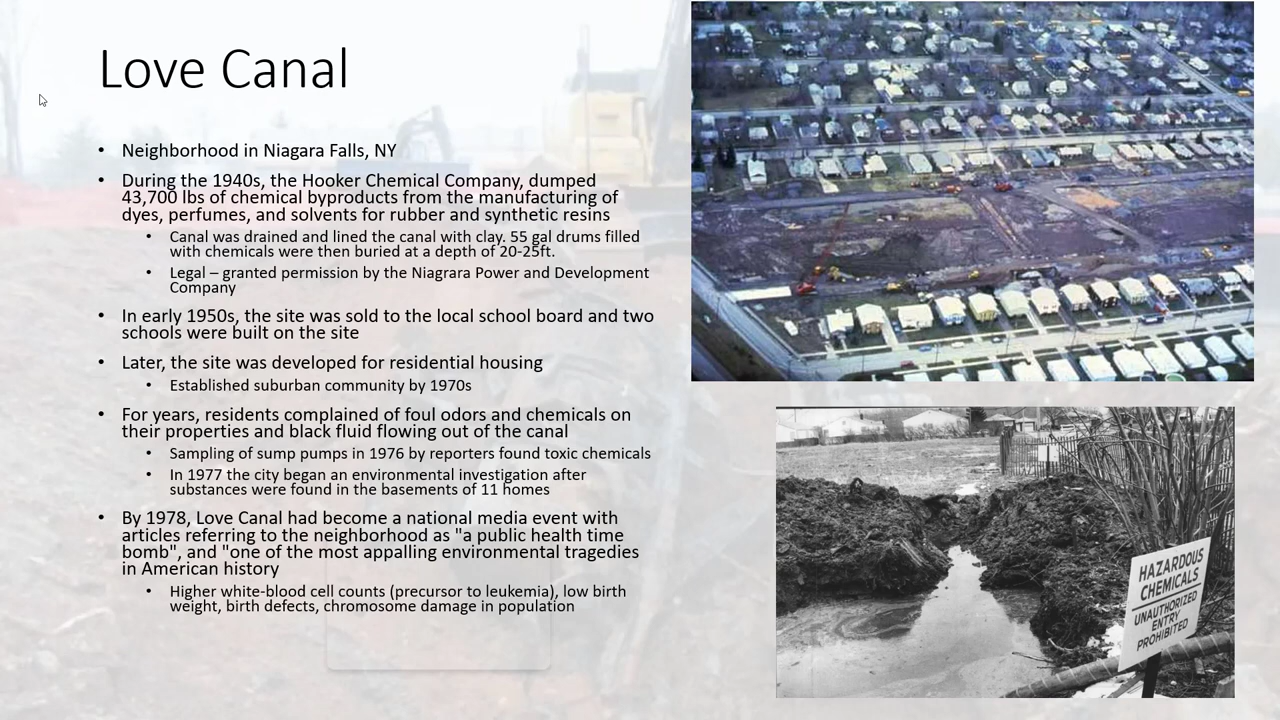 Love Canal
• Neighborhood in Niagara Falls, NY
• During the 1940s, the Hooker Chemical Company, dumped
43,700 lbs of chemical byproducts from the manufacturing of
dyes, perfumes, and solvents for rubber and synthetic resins
• Canal was drained and lined the canal with clay. 55 gal drums filled
with chemicals were then buried at a depth of 20-25ft.
• Legal – granted permission by the Niagrara Power and Development
Company
• In early 1950s, the site was sold to the local school board and two
schools were built on the site
• Later, the site was developed for residential housing
• Established suburban community by 1970s
• For years, residents complained of foul odors and chemicals on
their properties and black fluid flowing out of the canal
• Sampling of sump pumps in 1976 by reporters found toxic chemicals
• In 1977 the city began an environmental investigation after
substances were found in the basements of 11 homes
• By 1978, Love Canal had become a national media event with
articles referring to the neighborhood as "a public health time
bomb", and "one of the most appalling environmental tragedies
in American history
• Higher white-blood cell counts (precursor to leukemia), low birth
weight, birth defects, chromosome damage in population
HAZARDOUS
CHEMICALS
UNAUTHORIZED
ENTRY
PROHIBITED